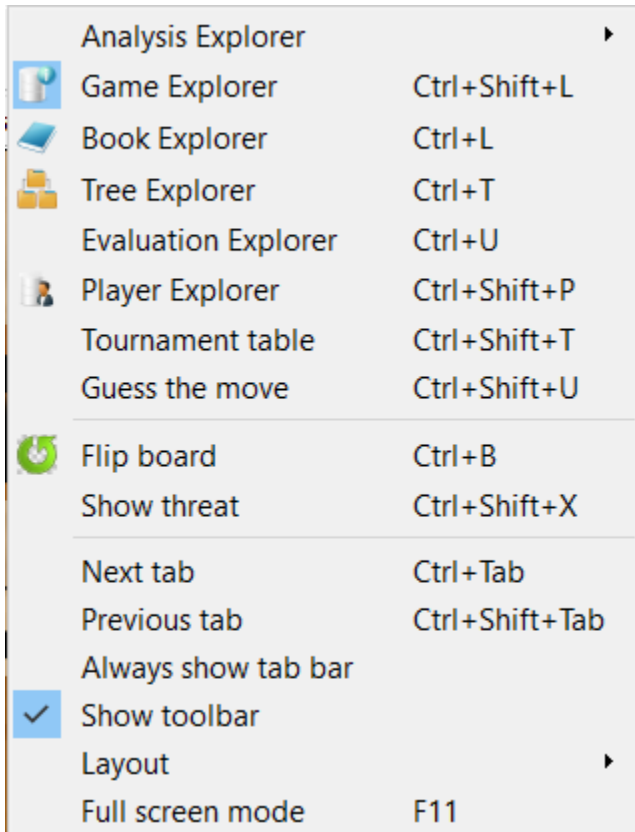 Analysis Explorer
Game Explorer Ctrl+Shift+L
Book Explorer Ctrl+L
Tree Explorer Ctrl+T
Evaluation Explorer Ctrl+U
Player Explorer Ctrl+Shift+P
Tournament table Ctrl+Shift+T
Guess the move Ctrl+Shift+U
Flip board Ctrl+B
Show threat Ctrl+Shift+X
Next tab Ctrl+Tab
Previous tab Ctrl+Shift+Tab
Always show tab bar
Show toolbar
Layout
Full screen mode F11